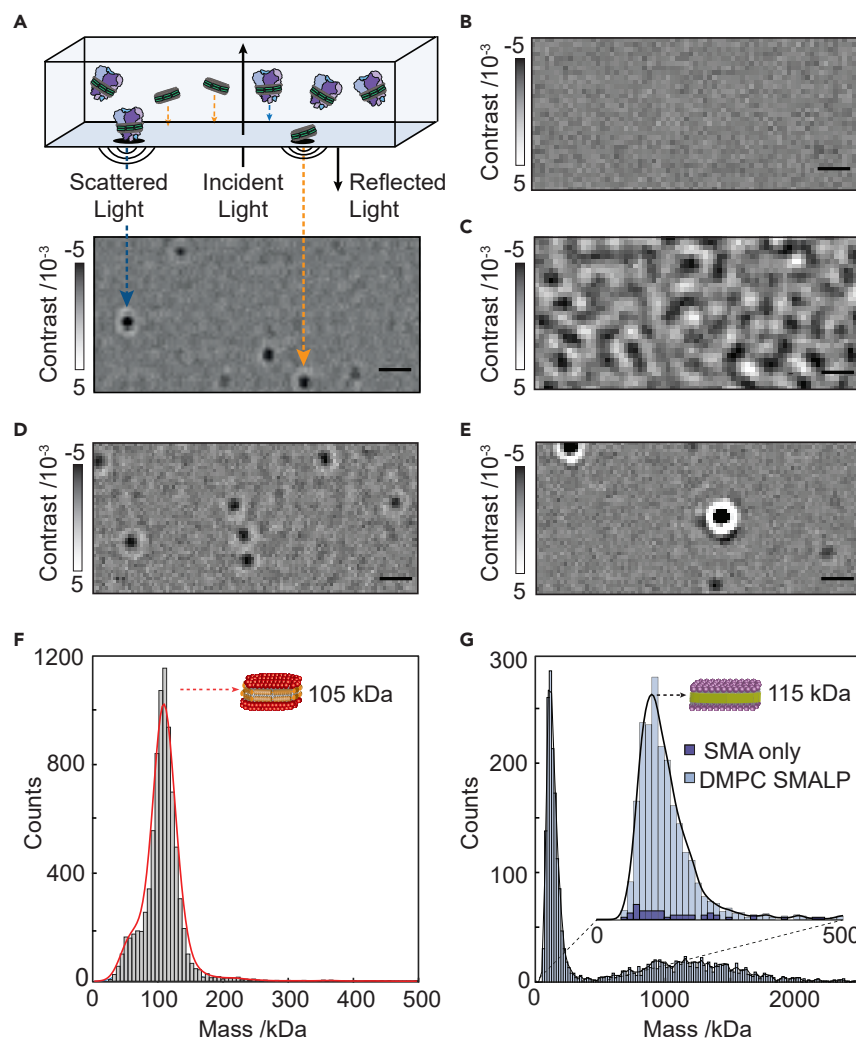 A
Scattered Light
Incident Light
Reflected Light
Contrast /10⁻³
-5
5
B
Contrast /10⁻³
-5
5
C
Contrast /10⁻³
-5
5
D
Contrast /10⁻³
-5
5
E
Contrast /10⁻³
-5
5
F
1200
800
400
0
Counts
0
100
300
500
Mass /kDa
105 kDa
G
300
200
100
0
Counts
0
1000
2000
Mass /kDa
115 kDa
SMA only
DMPC SMALP
0
500